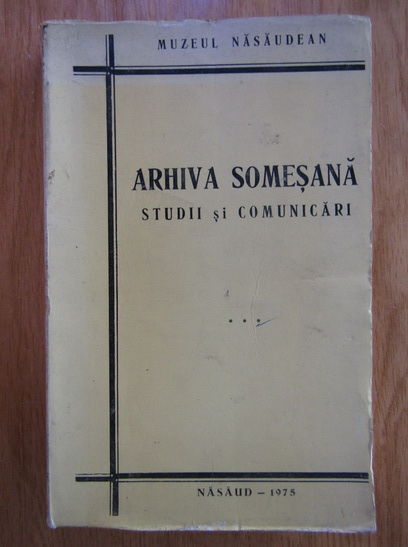 MUZEUL NĂSĂUDEAN
ARHIVA SOMEȘANĂ
STUDII și COMUNICĂRI
* * *
NĂSĂUD — 1975